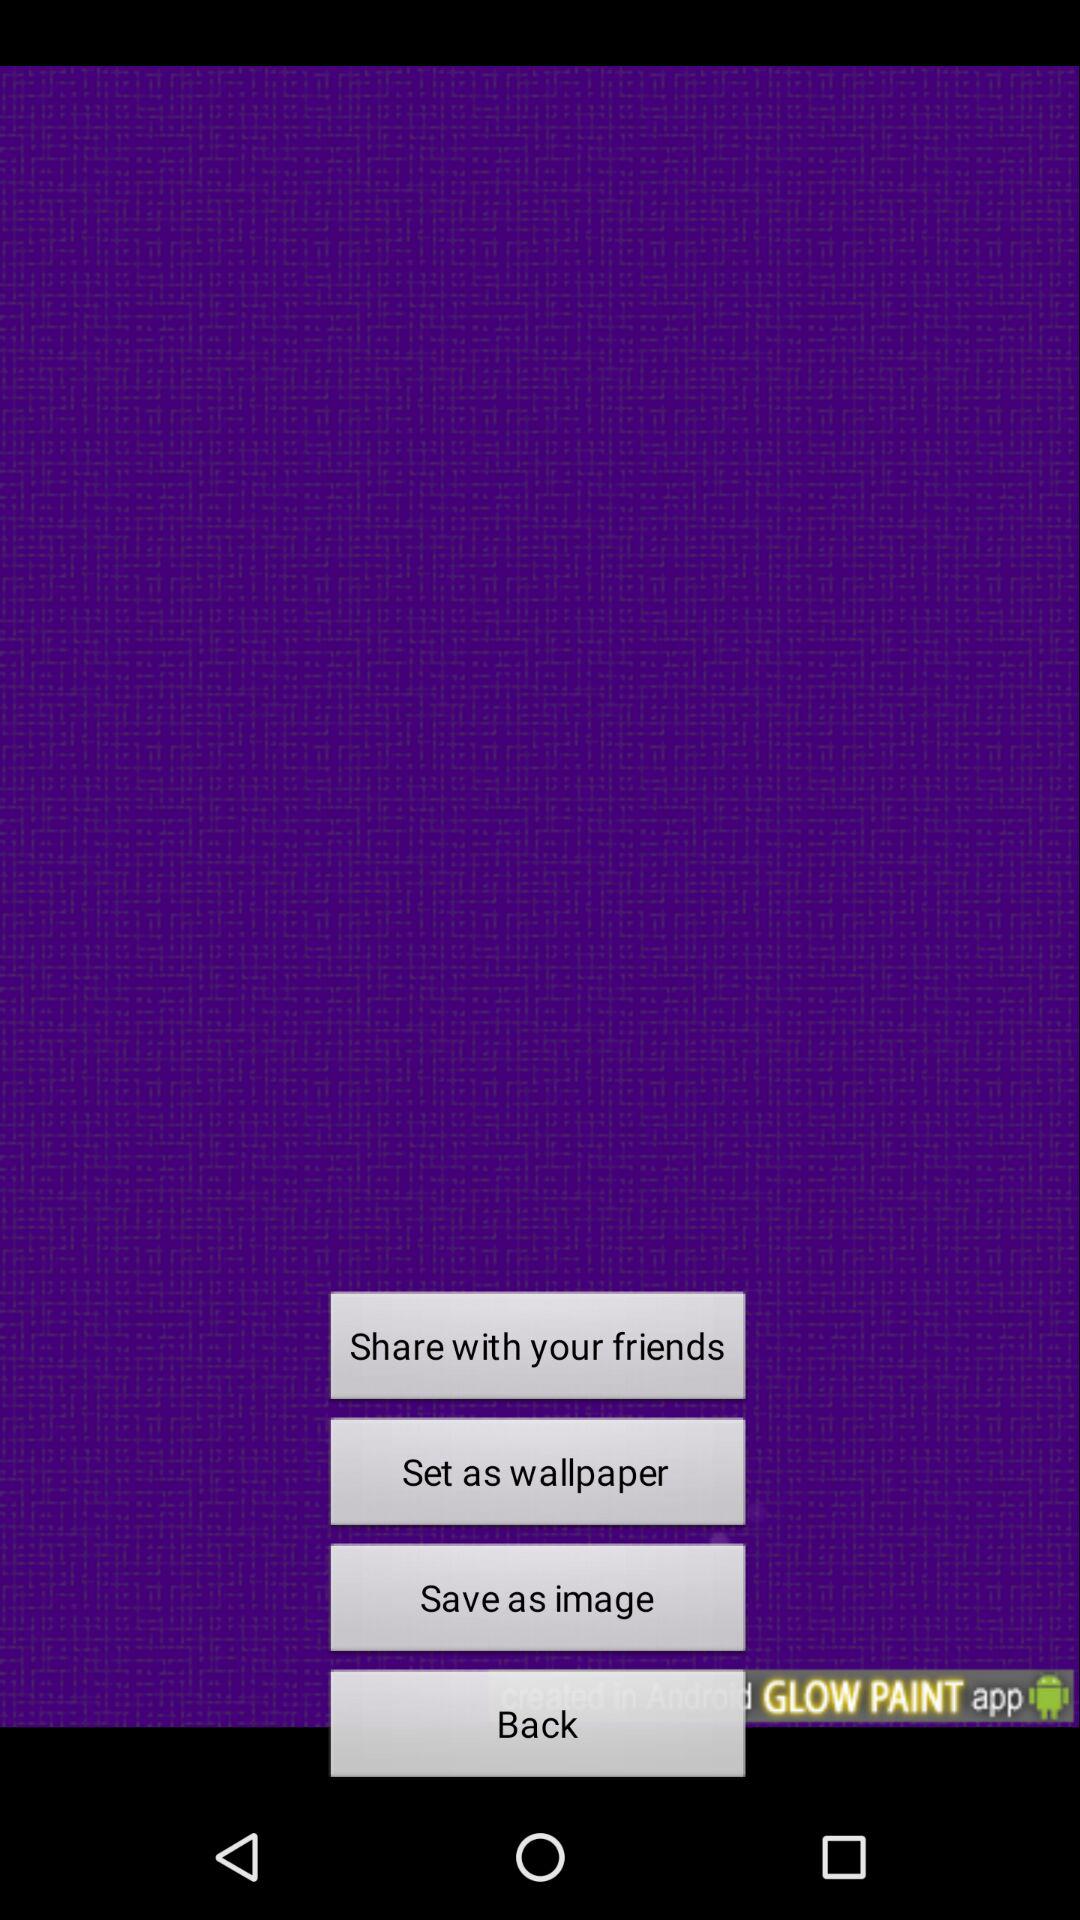 Share with your friends
Set as wallpaper
Save as image
created in Android GLOW PAINT app
Back